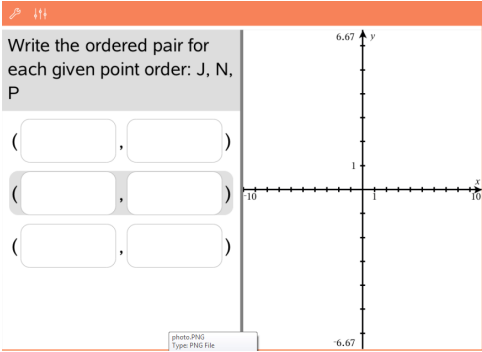 Write the ordered pair for
each given point order: J, N,
P
( , )
( , )
( , )
6.67
y
1
x
-10
1
10
-6.67
photo.PNG
Type: PNG File